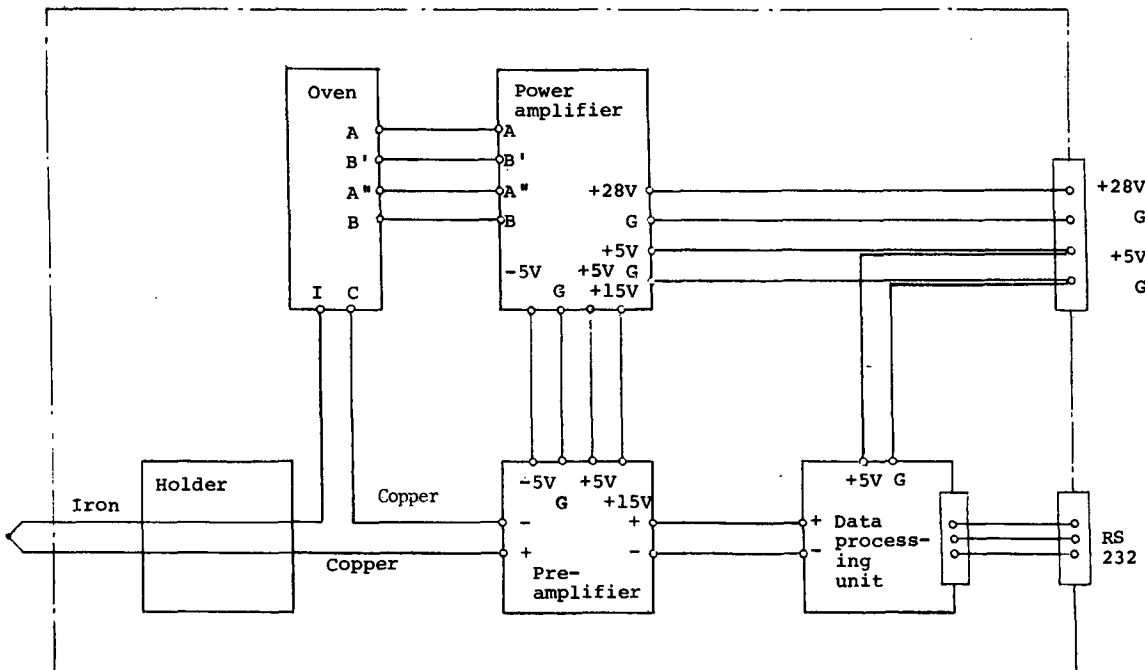 Oven
A
B'
A"
B
I C
Power
amplifier
A
B'
A"
B
+28V
G
+5V
-5V +5V G
G +15V
+28V
G
+5V
G
Holder
Iron
Copper
Copper
-5V +5V
G +15V
- +
+ -
Pre-
amplifier
+5V G
+ Data
- process-
ing
unit
RS
232